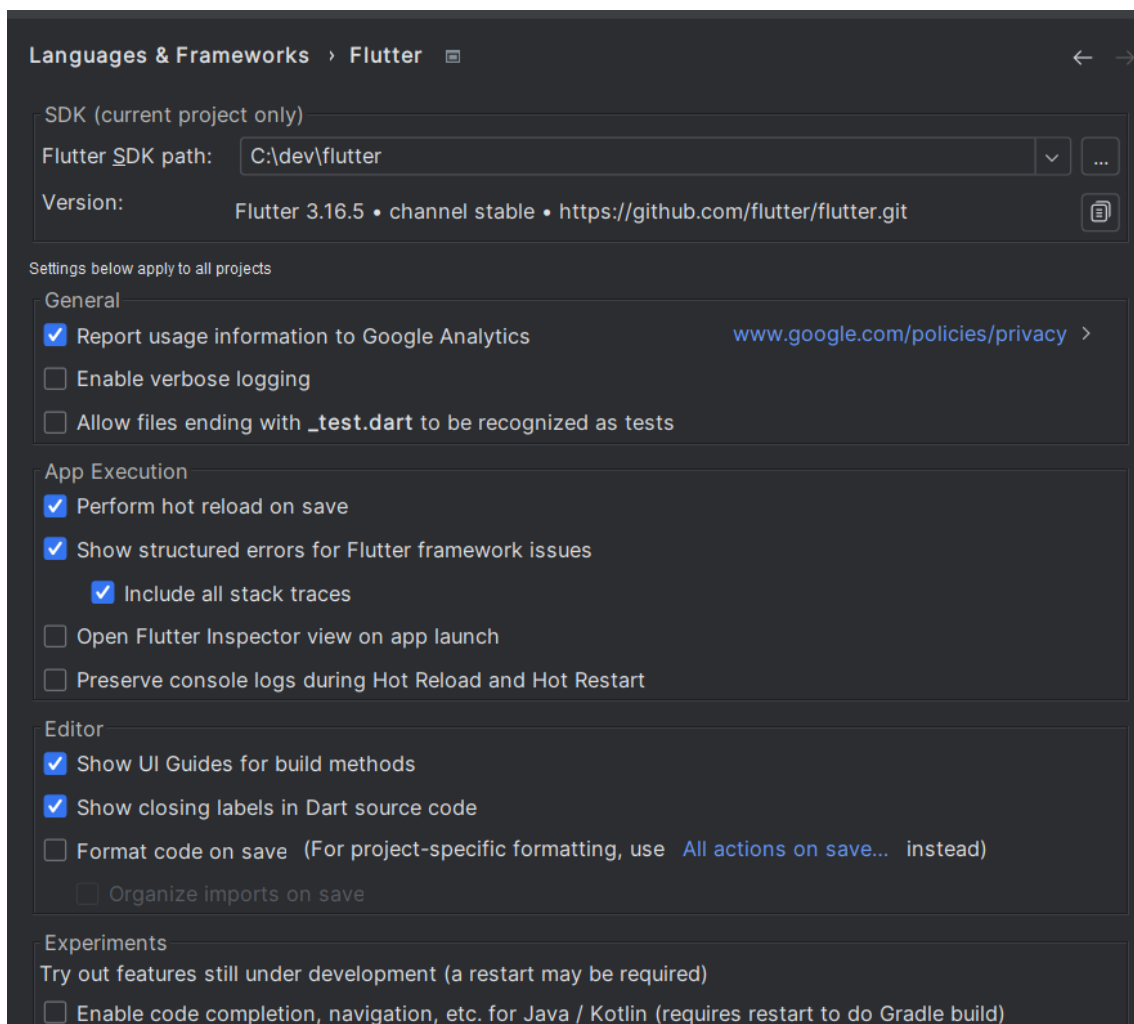 Languages & Frameworks › Flutter
SDK (current project only)
Flutter SDK path: C:\dev\flutter ...
Version: Flutter 3.16.5 • channel stable • https://github.com/flutter/flutter.git
Settings below apply to all projects
General
Report usage information to Google Analytics www.google.com/policies/privacy >
Enable verbose logging
Allow files ending with _test.dart to be recognized as tests
App Execution
Perform hot reload on save
Show structured errors for Flutter framework issues
Include all stack traces
Open Flutter Inspector view on app launch
Preserve console logs during Hot Reload and Hot Restart
Editor
Show UI Guides for build methods
Show closing labels in Dart source code
Format code on save (For project-specific formatting, use All actions on save... instead)
Organize imports on save
Experiments
Try out features still under development (a restart may be required)
Enable code completion, navigation, etc. for Java / Kotlin (requires restart to do Gradle build)